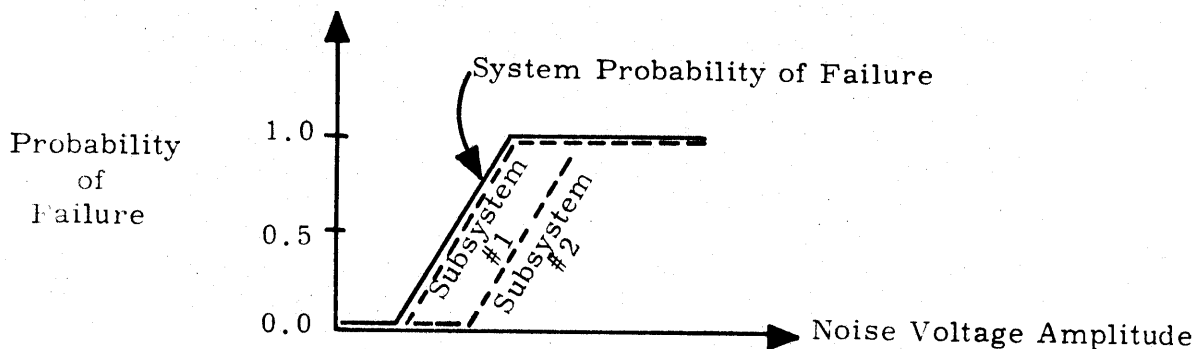 System Probability of Failure
Probability
of
Failure
1.0
0.5
0.0
Subsystem
#1
Subsystem
#2
Noise Voltage Amplitude